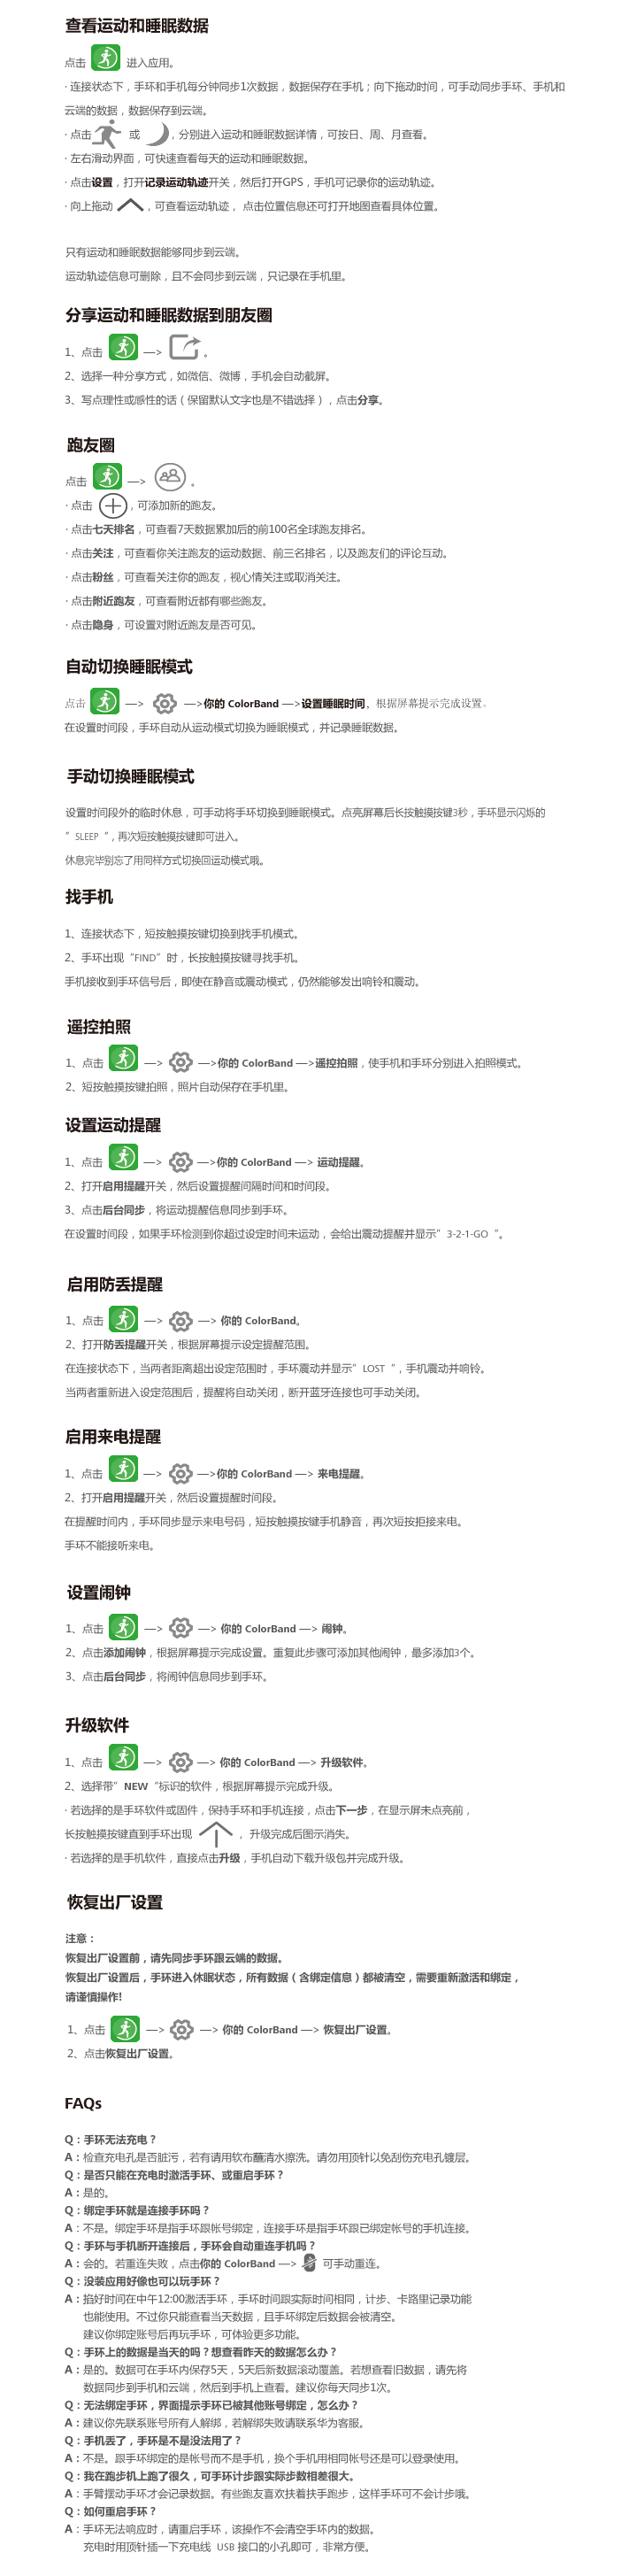 查看运动和睡眠数据
点击 进入应用。
· 连接状态下，手环和手机每分钟同步1次数据，数据保存在手机；向下拖动时间，可手动同步手环、手机和
云端的数据，数据保存到云端。
· 点击 或 ，分别进入运动和睡眠数据详情，可按日、周、月查看。
· 左右滑动界面，可快速查看每天的运动和睡眠数据。
· 点击设置，打开记录运动轨迹开关，然后打开GPS，手机可记录你的运动轨迹。
· 向上拖动 ，可查看运动轨迹， 点击位置信息还可打开地图查看具体位置。
只有运动和睡眠数据能够同步到云端。
运动轨迹信息可删除，且不会同步到云端，只记录在手机里。
分享运动和睡眠数据到朋友圈
1、点击 —> 。
2、选择一种分享方式，如微信、微博，手机会自动截屏。
3、写点理性或感性的话（保留默认文字也是不错选择），点击分享。
跑友圈
点击 —> 。
· 点击 ，可添加新的跑友。
· 点击七天排名，可查看7天数据累加后的前100名全球跑友排名。
· 点击关注，可查看你关注跑友的运动数据、前三名排名，以及跑友们的评论互动。
· 点击粉丝，可查看关注你的跑友，视心情关注或取消关注。
· 点击附近跑友，可查看附近都有哪些跑友。
· 点击隐身，可设置对附近跑友是否可见。
自动切换睡眠模式
点击 —> —>你的 ColorBand —>设置睡眠时间，根据屏幕提示完成设置。
在设置时间段，手环自动从运动模式切换为睡眠模式，并记录睡眠数据。
手动切换睡眠模式
设置时间段外的临时休息，可手动将手环切换到睡眠模式。点亮屏幕后长按触摸按键3秒，手环显示闪烁的
” SLEEP “，再次短按触摸按键即可进入。
休息完毕别忘了用同样方式切换回运动模式哦。
找手机
1、连接状态下，短按触摸按键切换到找手机模式。
2、手环出现“FIND”时，长按触摸按键寻找手机。
手机接收到手环信号后，即使在静音或震动模式，仍然能够发出响铃和震动。
遥控拍照
1、点击 —> —>你的 ColorBand —>遥控拍照，使手机和手环分别进入拍照模式。
2、短按触摸按键拍照，照片自动保存在手机里。
设置运动提醒
1、点击 —> —>你的 ColorBand —> 运动提醒。
2、打开启用提醒开关，然后设置提醒间隔时间和时间段。
3、点击后台同步，将运动提醒信息同步到手环。
在设置时间段，如果手环检测到你超过设定时间未运动，会给出震动提醒并显示” 3-2-1-GO “。
启用防丢提醒
1、点击 —> —> 你的 ColorBand。
2、打开防丢提醒开关，根据屏幕提示设定提醒范围。
在连接状态下，当两者距离超出设定范围时，手环震动并显示” LOST “，手机震动并响铃。
当两者重新进入设定范围后，提醒将自动关闭，断开蓝牙连接也可手动关闭。
启用来电提醒
1、点击 —> —>你的 ColorBand —> 来电提醒。
2、打开启用提醒开关，然后设置提醒时间段。
在提醒时间内，手环同步显示来电号码，短按触摸按键手机静音，再次短按拒接来电。
手环不能接听来电。
设置闹钟
1、点击 —> —> 你的 ColorBand —> 闹钟。
2、点击添加闹钟，根据屏幕提示完成设置。重复此步骤可添加其他闹钟，最多添加3个。
3、点击后台同步，将闹钟信息同步到手环。
升级软件
1、点击 —> —> 你的 ColorBand —> 升级软件。
2、选择带” NEW “标识的软件，根据屏幕提示完成升级。
· 若选择的是手环软件或固件，保持手环和手机连接，点击下一步，在显示屏未点亮前，
长按触摸按键直到手环出现 ， 升级完成后图示消失。
· 若选择的是手机软件，直接点击升级，手机自动下载升级包并完成升级。
恢复出厂设置
注意：
恢复出厂设置前，请先同步手环跟云端的数据。
恢复出厂设置后，手环进入休眠状态，所有数据（含绑定信息）都被清空，需要重新激活和绑定，
请谨慎操作!
1、点击 —> —> 你的 ColorBand —> 恢复出厂设置。
2、点击恢复出厂设置。
FAQs
Q：手环无法充电？
A：检查充电孔是否脏污，若有请用软布蘸清水擦洗。请勿用顶针以免刮伤充电孔镀层。
Q：是否只能在充电时激活手环、或重启手环？
A：是的。
Q：绑定手环就是连接手环吗？
A：不是。绑定手环是指手环跟帐号绑定，连接手环是指手环跟已绑定帐号的手机连接。
Q：手环与手机断开连接后，手环会自动重连手机吗？
A：会的。若重连失败，点击你的 ColorBand —> 可手动重连。
Q：没装应用好像也可以玩手环？
A：掐好时间在中午12:00激活手环，手环时间跟实际时间相同，计步、卡路里记录功能
也能使用。不过你只能查看当天数据，且手环绑定后数据会被清空。
建议你绑定账号后再玩手环，可体验更多功能。
Q：手环上的数据是当天的吗？想查看昨天的数据怎么办？
A：是的。数据可在手环内保存5天，5天后新数据滚动覆盖。若想查看旧数据，请先将
数据同步到手机和云端，然后到手机上查看。建议你每天同步1次。
Q：无法绑定手环，界面提示手环已被其他账号绑定，怎么办？
A：建议你先联系账号所有人解绑，若解绑失败请联系华为客服。
Q：手机丢了，手环是不是没法用了？
A：不是。跟手环绑定的是帐号而不是手机，换个手机用相同帐号还是可以登录使用。
Q：我在跑步机上跑了很久，可手环计步跟实际步数相差很大。
A：手臂摆动手环才会记录数据。有些跑友喜欢扶着扶手跑步，这样手环可不会计步哦。
Q：如何重启手环？
A：手环无法响应时，请重启手环，该操作不会清空手环内的数据。
充电时用顶针插一下充电线 USB 接口的小孔即可，非常方便。